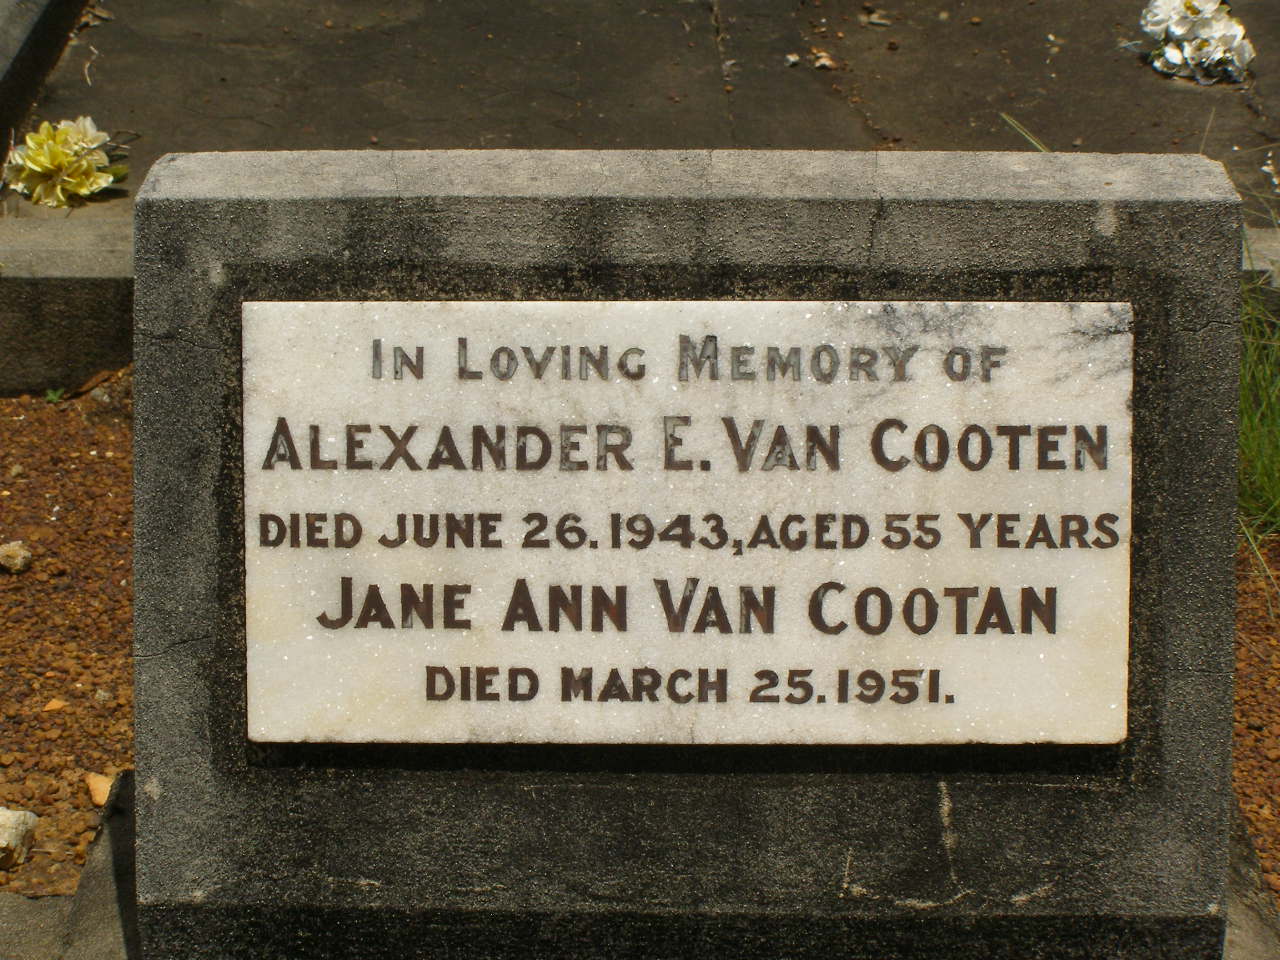 IN LOVING MEMORY OF
ALEXANDER E. VAN COOTEN
DIED JUNE 26. 1943, AGED 55 YEARS
JANE ANN VAN COOTAN
DIED MARCH 25. 1951.